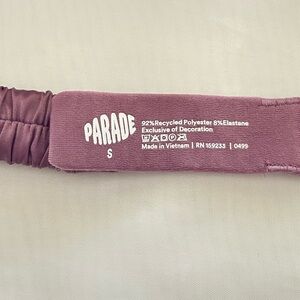 PARADE
S
92%Recycled Polyester 8%Elastane
Exclusive of Decoration
Made in Vietnam | RN 159233 | 0499